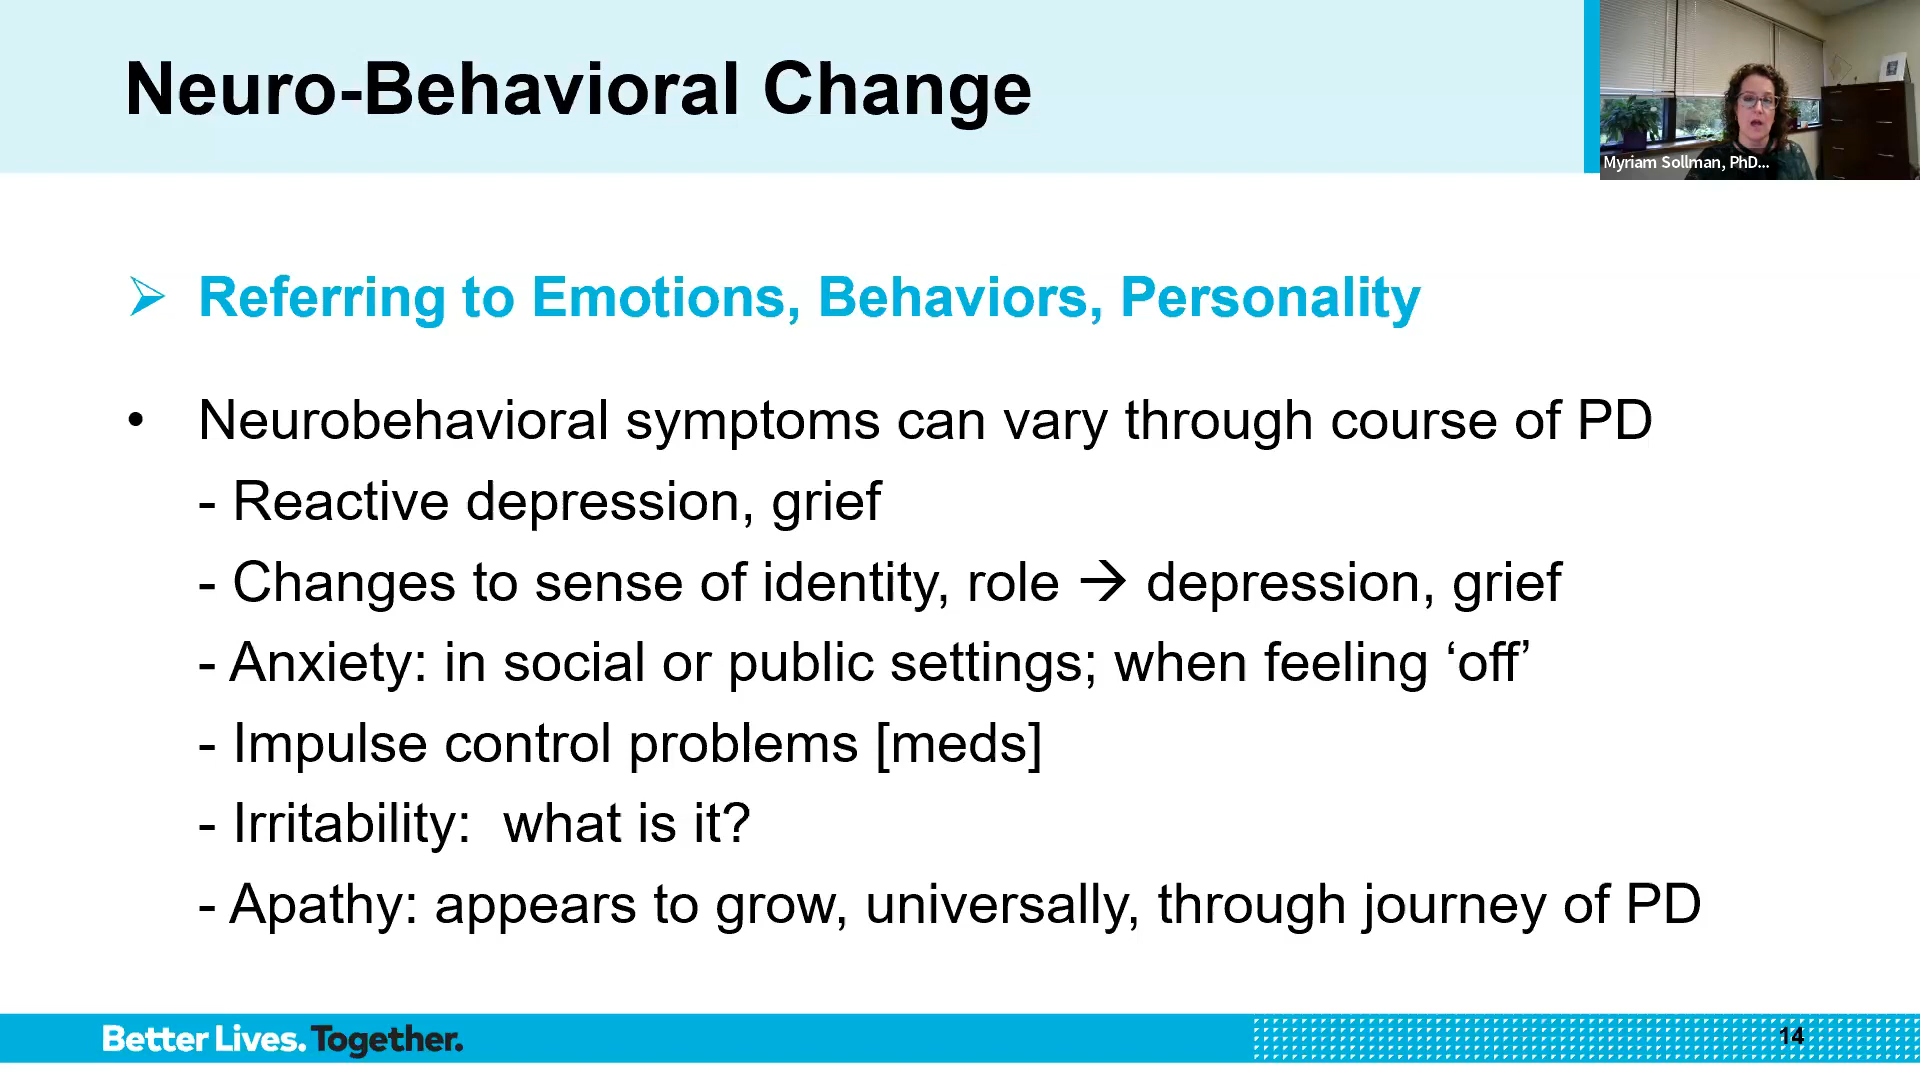 Neuro-Behavioral Change
Myriam Sollman, PhD...
➢ Referring to Emotions, Behaviors, Personality
• Neurobehavioral symptoms can vary through course of PD
- Reactive depression, grief
- Changes to sense of identity, role → depression, grief
- Anxiety: in social or public settings; when feeling ‘off’
- Impulse control problems [meds]
- Irritability:  what is it?
- Apathy: appears to grow, universally, through journey of PD
Better Lives. Together.
14